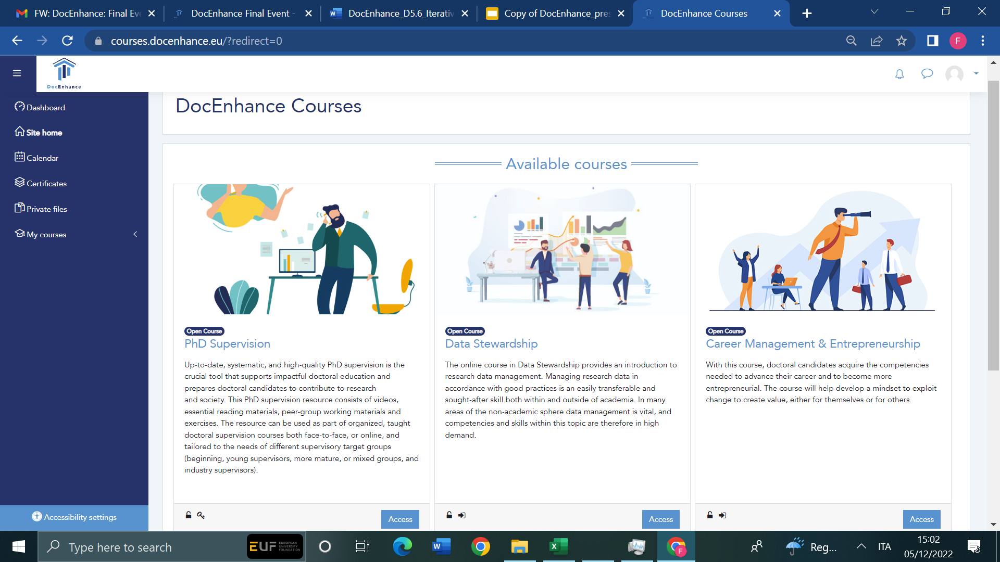 FW: DocEnhance: Final Eve
DocEnhance Final Event -
DocEnhance_D5.6_Iterativ
Copy of DocEnhance_pres
DocEnhance Courses
courses.docenhance.eu/?redirect=0
F
DocEnhance
Dashboard
Site home
Calendar
Certificates
Private files
My courses
Accessibility settings
DocEnhance Courses
Available courses
Open Course
PhD Supervision
Up-to-date, systematic, and high-quality PhD supervision is the
crucial tool that supports impactful doctoral education and
prepares doctoral candidates to contribute to research
and society. This PhD supervision resource consists of videos,
essential reading materials, peer-group working materials and
exercises. The resource can be used as part of organized, taught
doctoral supervision courses both face-to-face, or online, and
tailored to the needs of different supervisory target groups
(beginning, young supervisors, more mature, or mixed groups, and
industry supervisors).
Access
Open Course
Data Stewardship
The online course in Data Stewardship provides an introduction to
research data management. Managing research data in
accordance with good practices is an easily transferable and
sought-after skill both within and outside of academia. In many
areas of the non-academic sphere data management is vital, and
competencies and skills within this topic are therefore in high
demand.
Access
Open Course
Career Management & Entrepreneurship
With this course, doctoral candidates acquire the competencies
needed to advance their career and to become more
entrepreneurial. The course will help develop a mindset to exploit
change to create value, either for themselves or for others.
Access
Type here to search
EUF EUROPEAN
UNIVERSITY
FOUNDATION
W
X
F
Reg...
ITA
15:02
05/12/2022